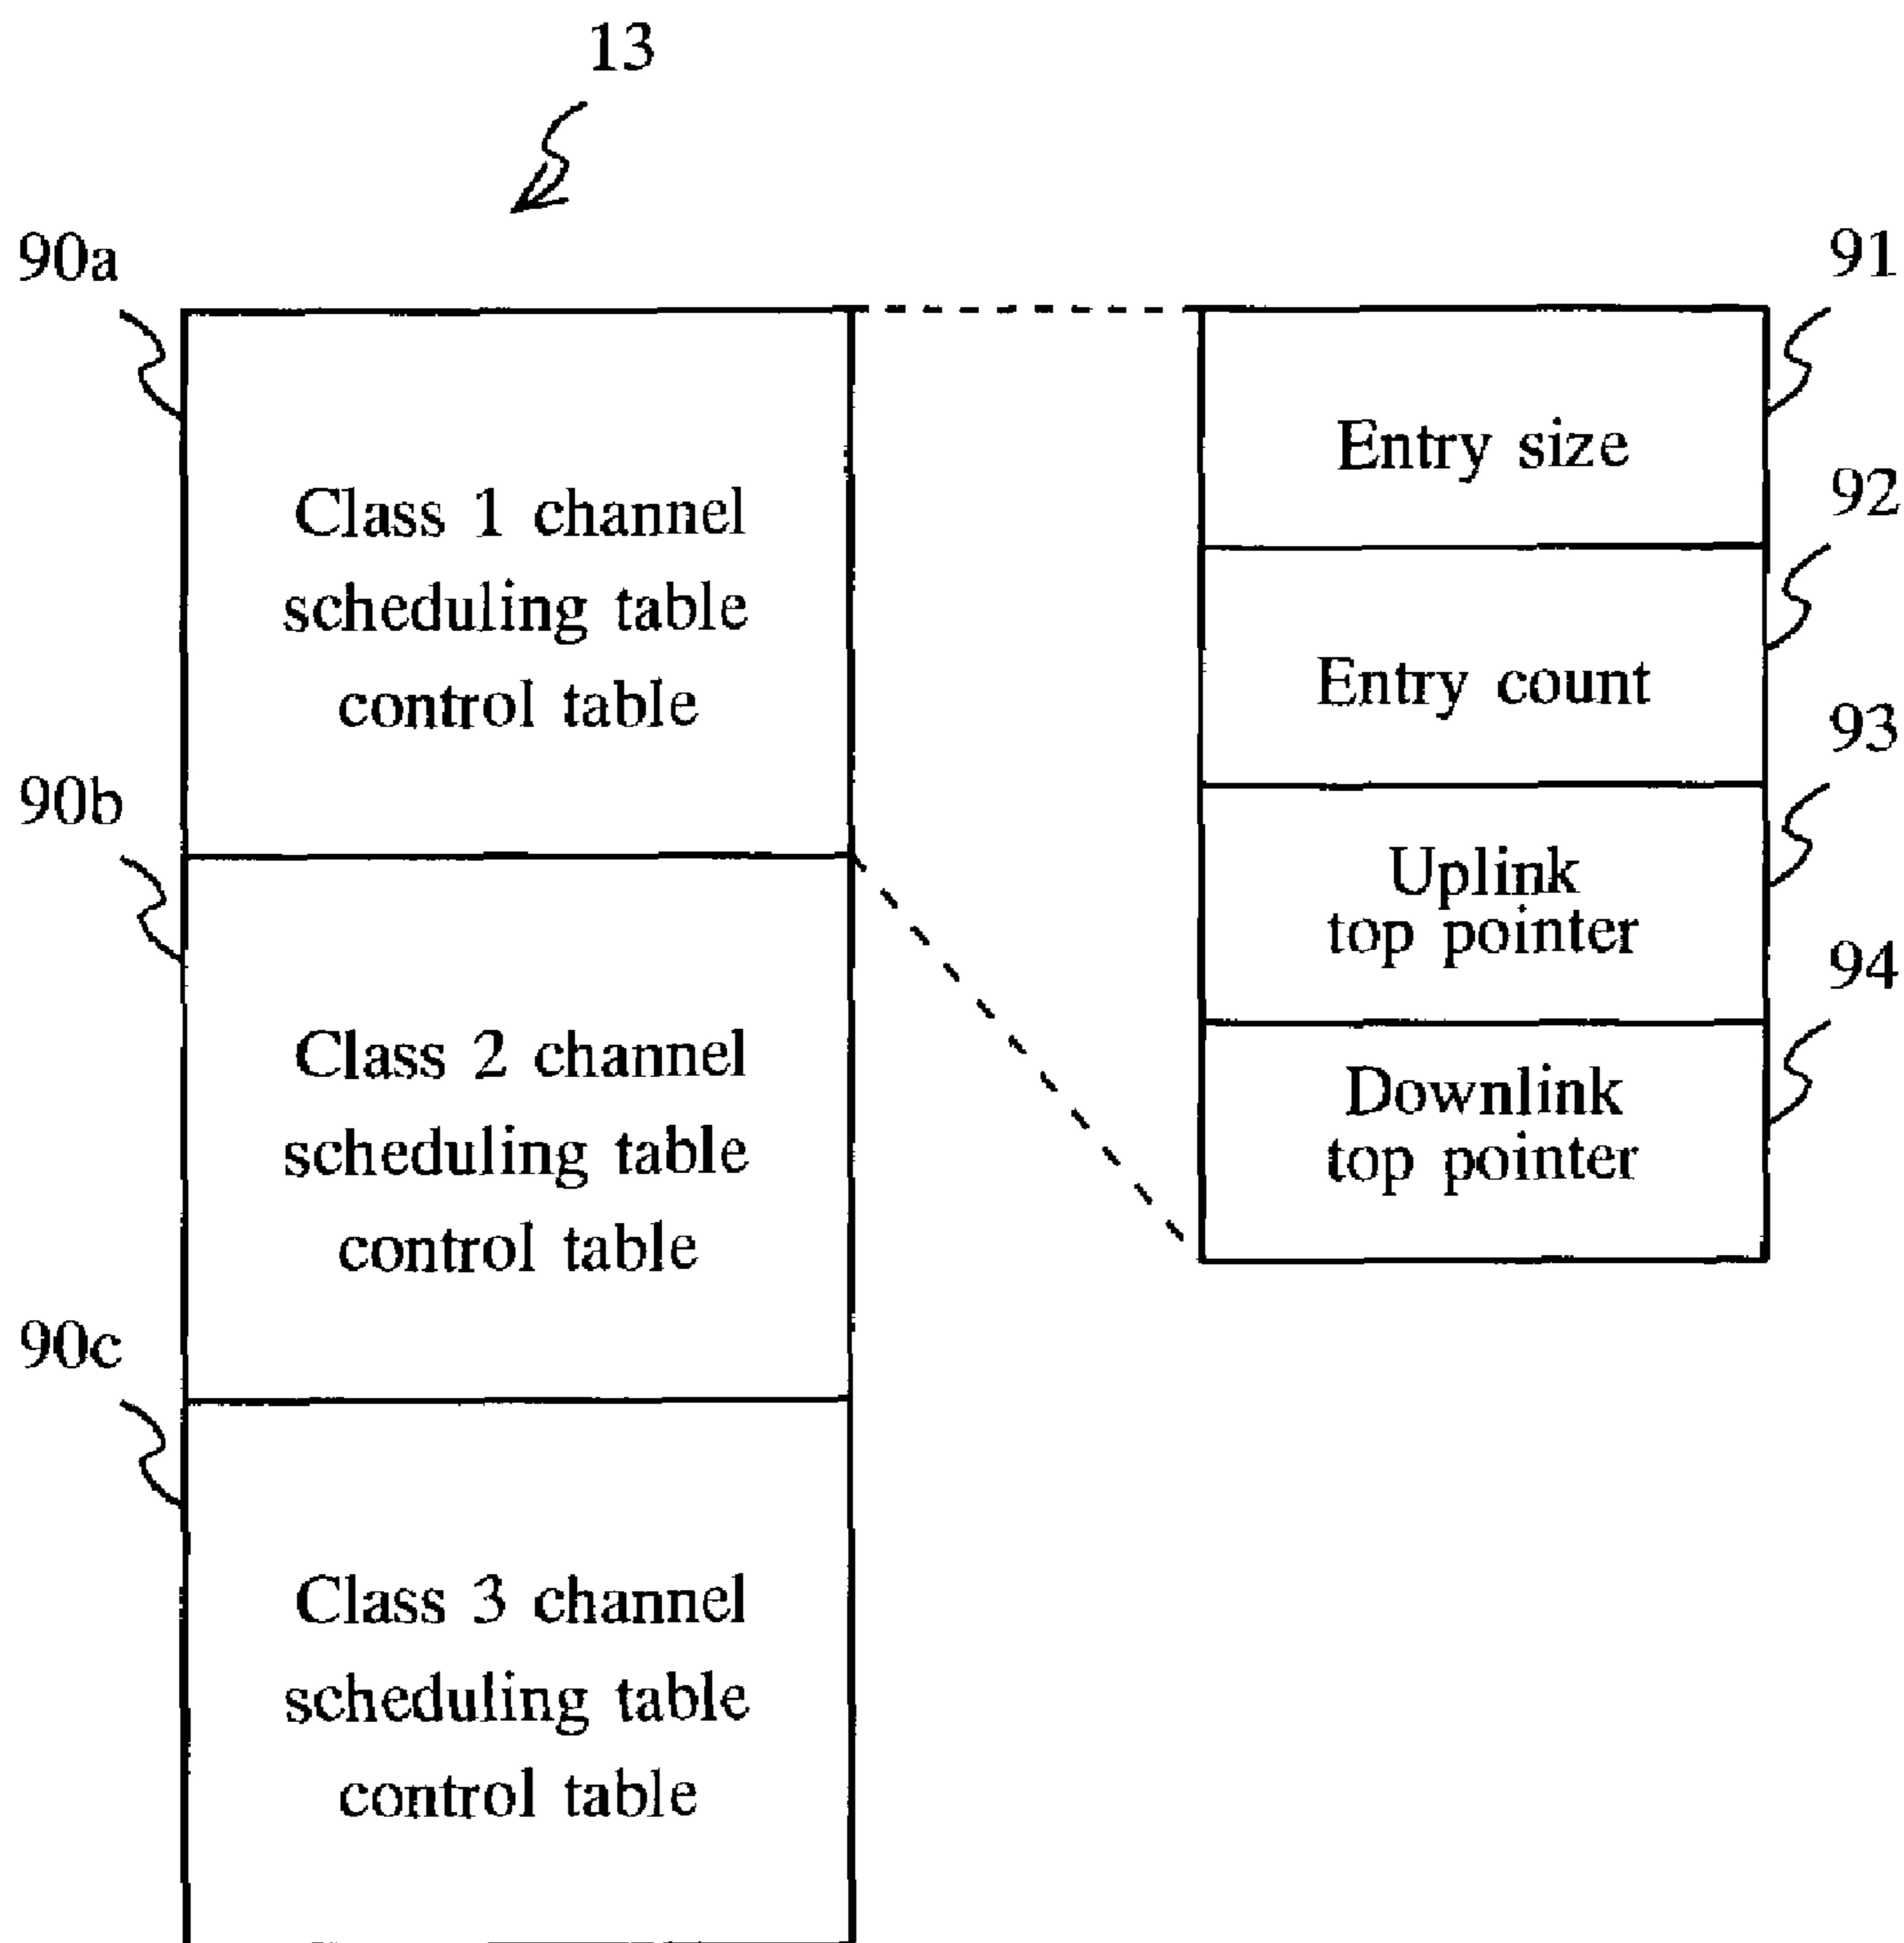 13
90a
Class 1 channel
scheduling table
control table
90b
Class 2 channel
scheduling table
control table
90c
Class 3 channel
scheduling table
control table
91
Entry size
92
Entry count
93
Uplink
top pointer
94
Downlink
top pointer